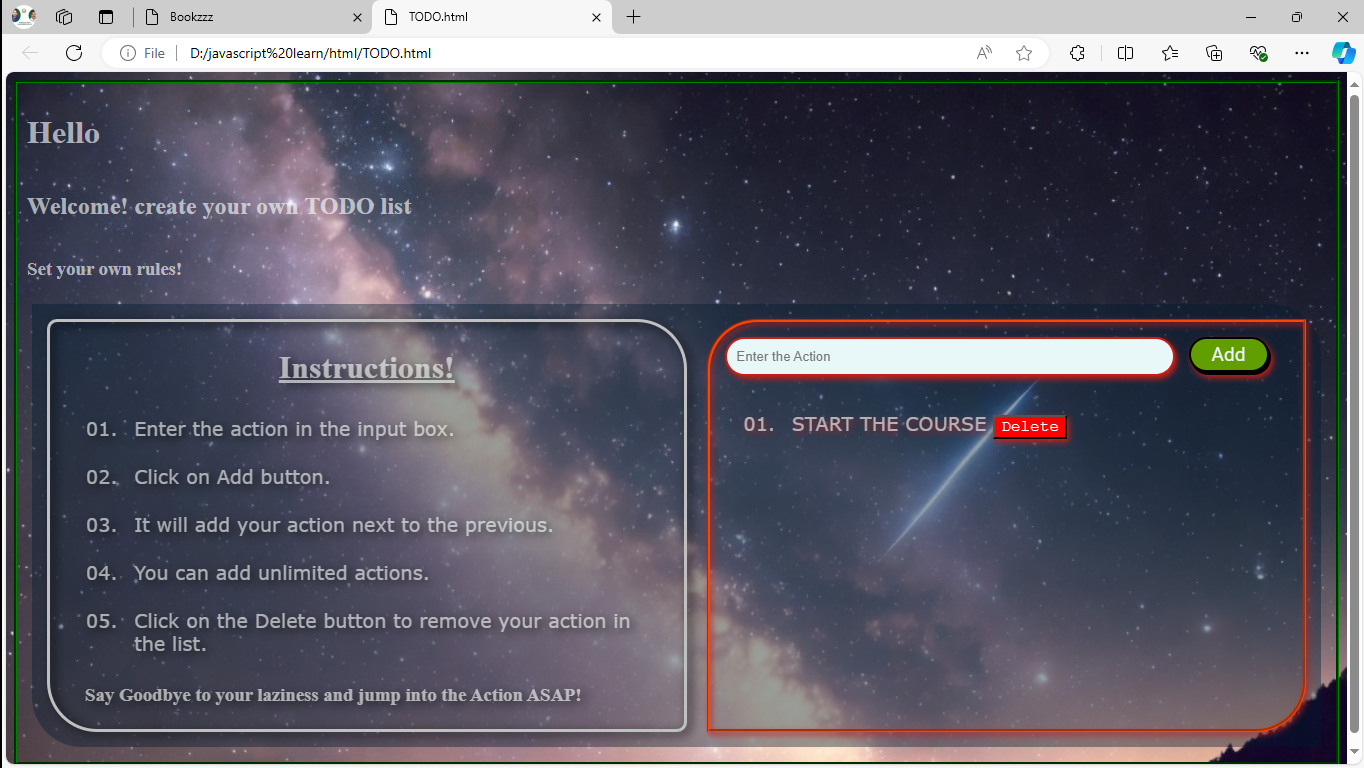 Bookzzz
TODO.html
File
D:/javascript%20learn/html/TODO.html
Hello
Welcome! create your own TODO list
Set your own rules!
Instructions!
01. Enter the action in the input box.
02. Click on Add button.
03. It will add your action next to the previous.
04. You can add unlimited actions.
05. Click on the Delete button to remove your action in
the list.
Say Goodbye to your laziness and jump into the Action ASAP!
Enter the Action
Add
01. START THE COURSE Delete